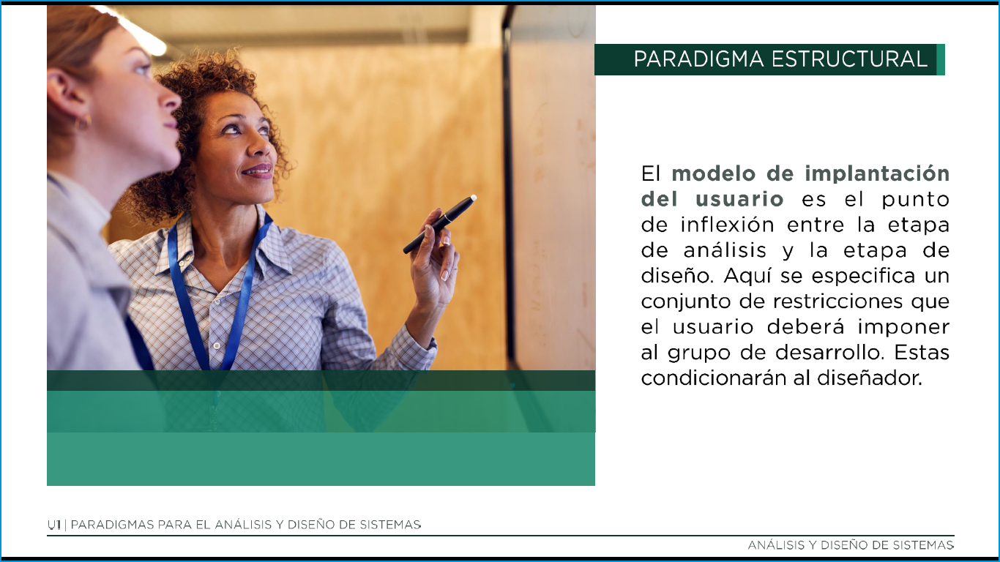 PARADIGMA ESTRUCTURAL
El modelo de implantación
del usuario es el punto
de inflexión entre la etapa
de análisis y la etapa de
diseño. Aquí se especifica un
conjunto de restricciones que
el usuario deberá imponer
al grupo de desarrollo. Estas
condicionarán al diseñador.
U1 | PARADIGMAS PARA EL ANÁLISIS Y DISEÑO DE SISTEMAS
ANÁLISIS Y DISEÑO DE SISTEMAS